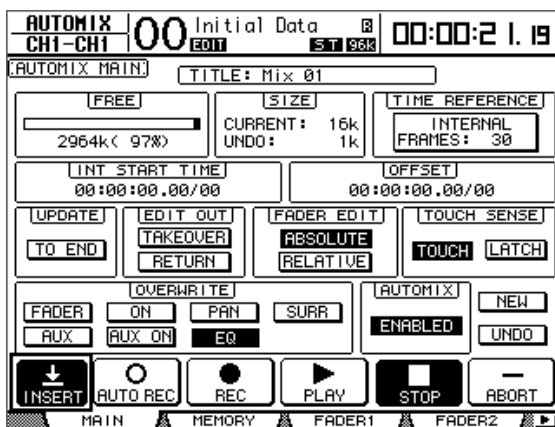 AUTOMIX 00 Initial Data R
CH1-CH1 EDIT ST 96k 00:00:21.19
AUTOMIX MAIN
TITLE: Mix 01
FREE SIZE TIME REFERENCE
CURRENT: 16k INTERNAL
2964k( 97%) UNDO: 1k FRAMES: 30
INT START TIME OFFSET
00:00:00.00/00 00:00:00.00/00
UPDATE EDIT OUT FADER EDIT TOUCH SENSE
TO END TAKEOVER ABSOLUTE TOUCH LATCH
RETURN RELATIVE
OVERWRITE AUTOMIX
FADER ON PAN SURR ENABLED NEW
AUX AUX ON EQ UNDO
INSERT AUTO REC REC PLAY STOP ABORT
MAIN MEMORY FADER1 FADER2